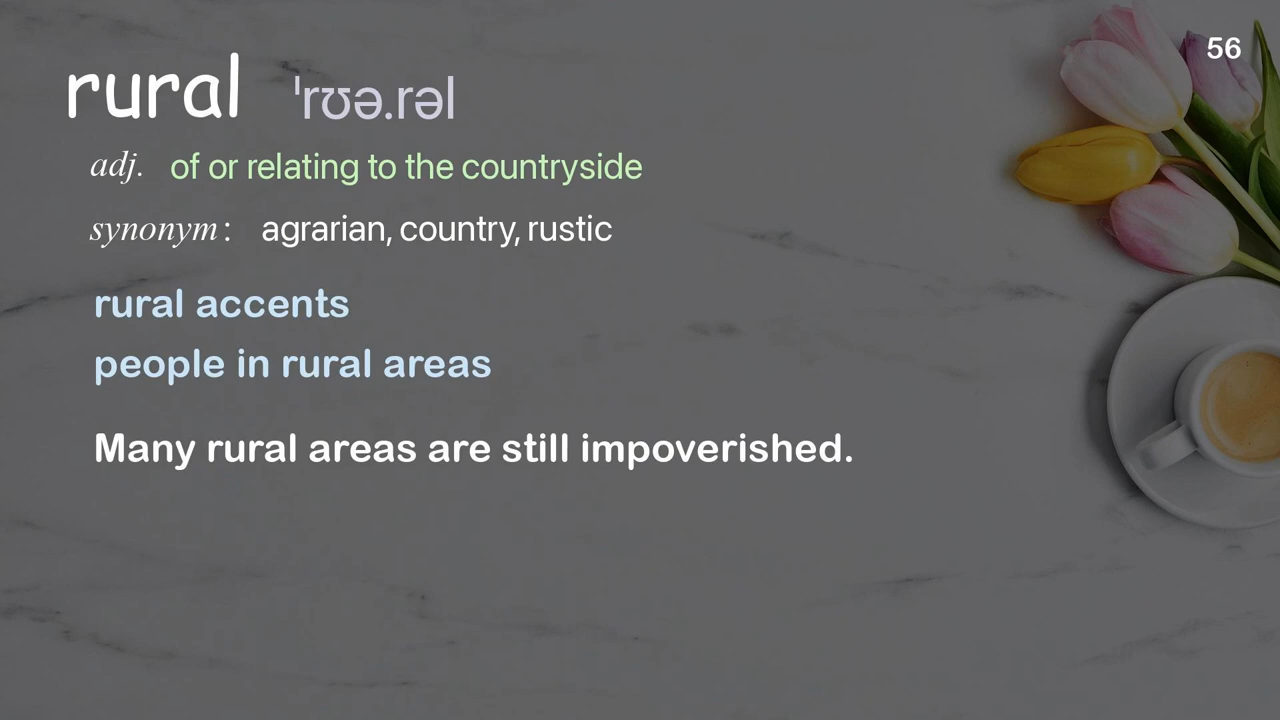 56
rural ˈrʊə.rəl
adj. of or relating to the countryside
synonym : agrarian, country, rustic
rural accents
people in rural areas
Many rural areas are still impoverished.